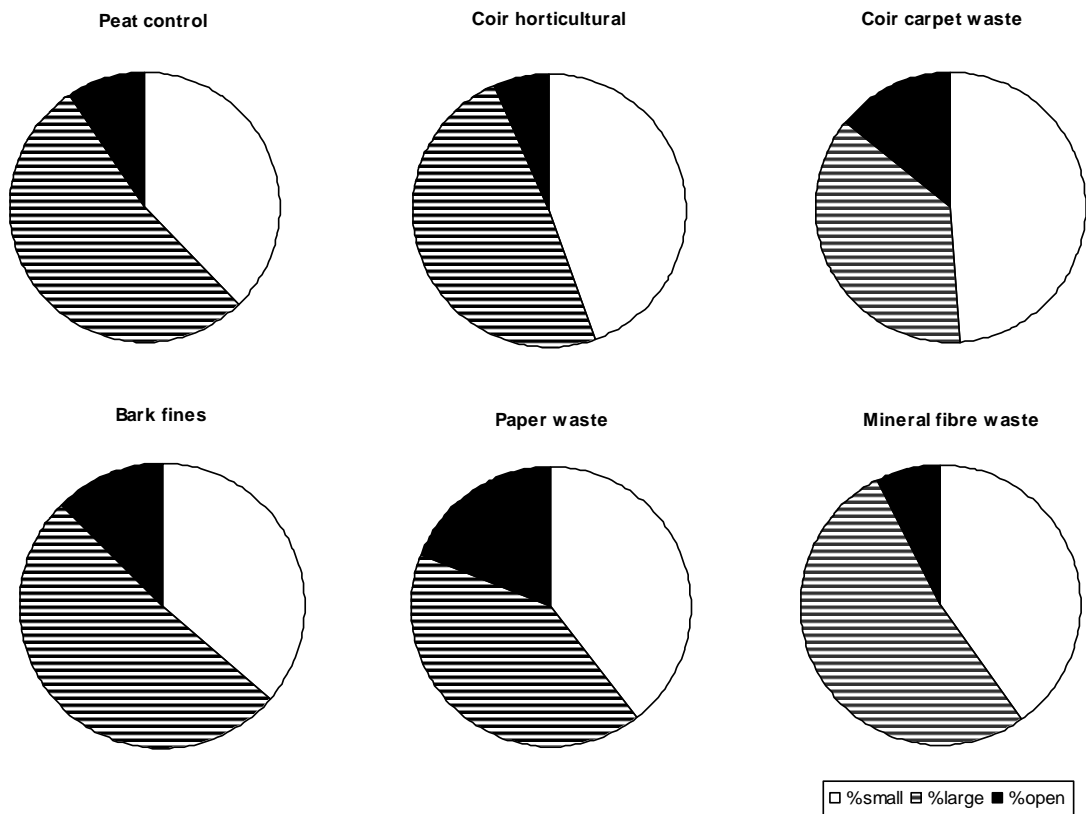 Peat control
Coir horticultural
Coir carpet waste
Bark fines
Paper waste
Mineral fibre waste
%small %large %open